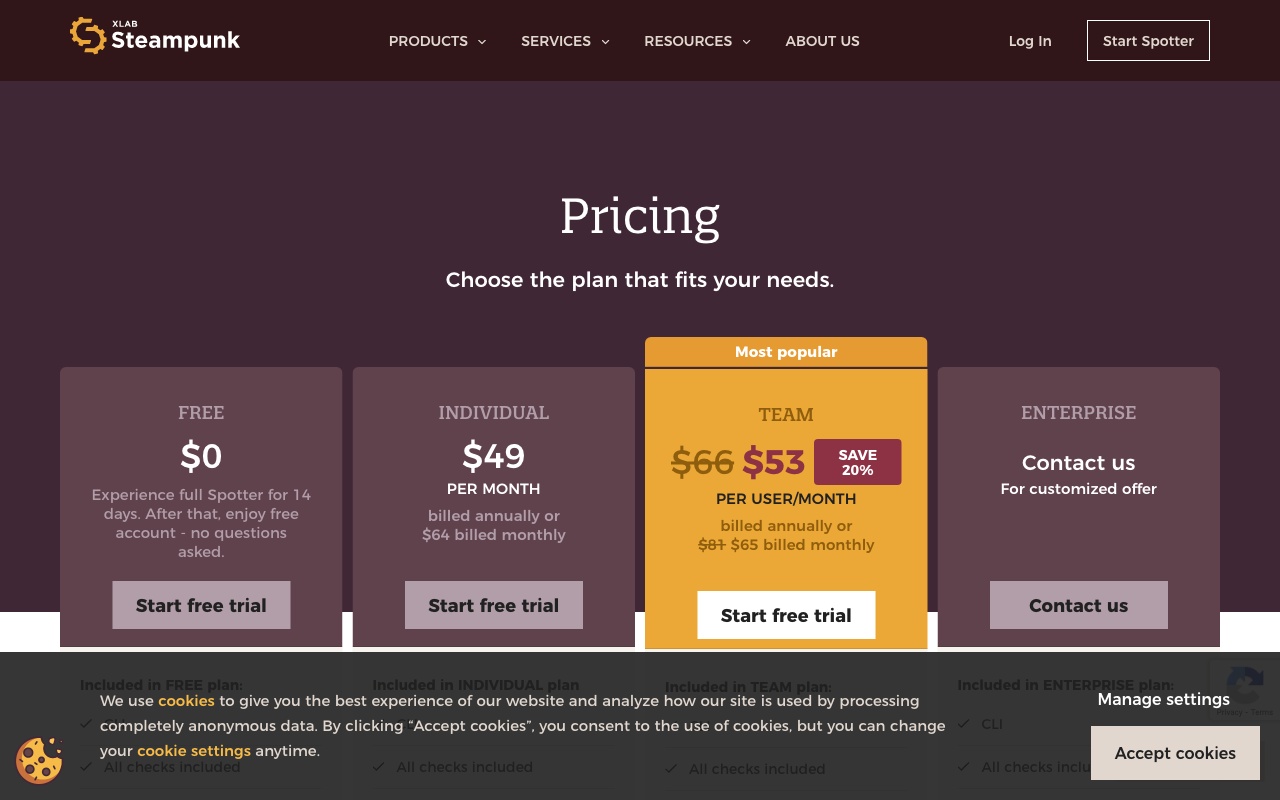 XLAB
Steampunk
PRODUCTS
SERVICES
RESOURCES
ABOUT US
Log In
Start Spotter
Pricing
Choose the plan that fits your needs.
Most popular
FREE
$0
Experience full Spotter for 14
days. After that, enjoy free
account - no questions
asked.
Start free trial
INDIVIDUAL
$49
PER MONTH
billed annually or
$64 billed monthly
Start free trial
TEAM
$66 $53
SAVE
20%
PER USER/MONTH
billed annually or
$81 $65 billed monthly
Start free trial
ENTERPRISE
Contact us
For customized offer
Contact us
Included in FREE plan:
Included in INDIVIDUAL plan
Included in TEAM plan:
Included in ENTERPRISE plan:
CLI
All checks included
All checks included
All checks included
All checks inclu
We use cookies to give you the best experience of our website and analyze how our site is used by processing
completely anonymous data. By clicking “Accept cookies”, you consent to the use of cookies, but you can change
your cookie settings anytime.
Manage settings
Accept cookies
Privacy - Terms